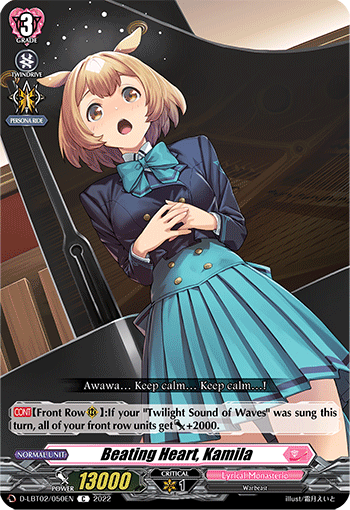 3
GRADE
TWINDRIVE
PERSONA RIDE
Awawa... Keep calm... Keep calm...!
CONT【Front Row】:If your "Twilight Sound of Waves" was sung this
turn, all of your front row units get +2000.
NORMAL UNIT
Beating Heart, Kamila
Lyrical Monasterio
POWER 13000 CRITICAL 1 Warbeast
D-LBT02/050EN C 2022 illust/霜月えいと